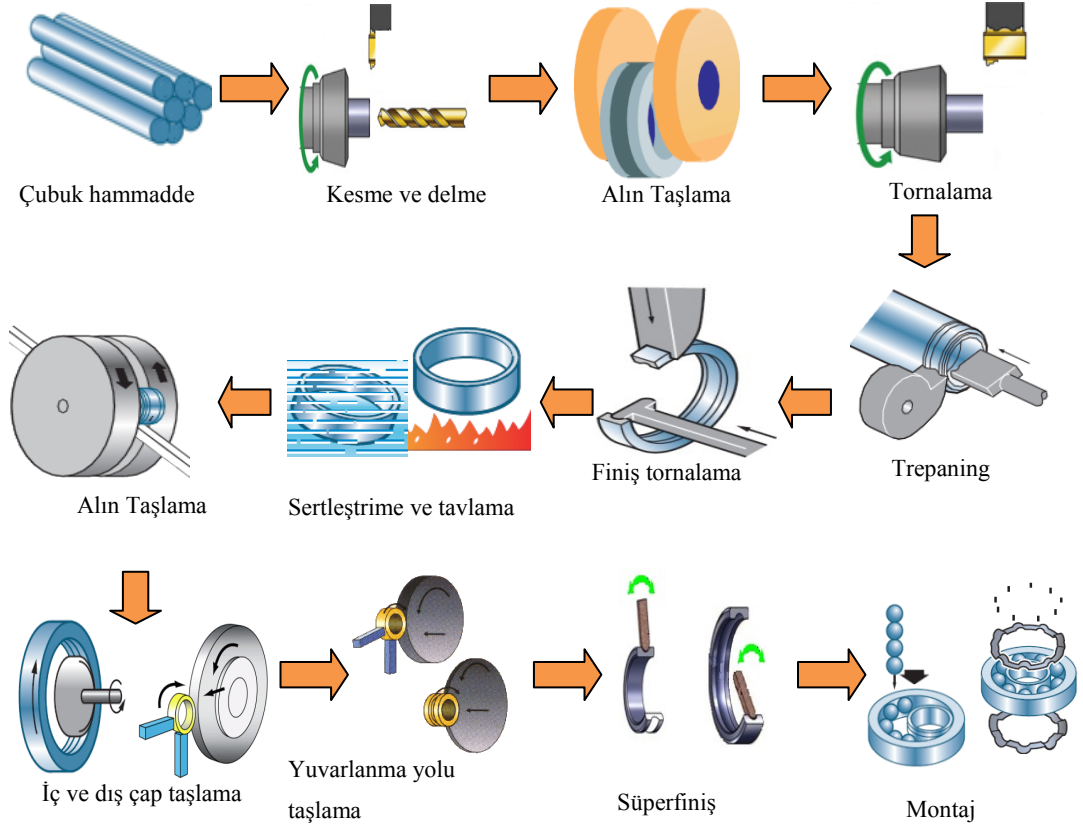 Çubuk hammadde
Kesme ve delme
Alın Taşlama
Tornalama
Trepaning
Finiş tornalama
Sertleştrime ve tavlama
Alın Taşlama
İç ve dış çap taşlama
Yuvarlanma yolu
taşlama
Süperfiniş
Montaj